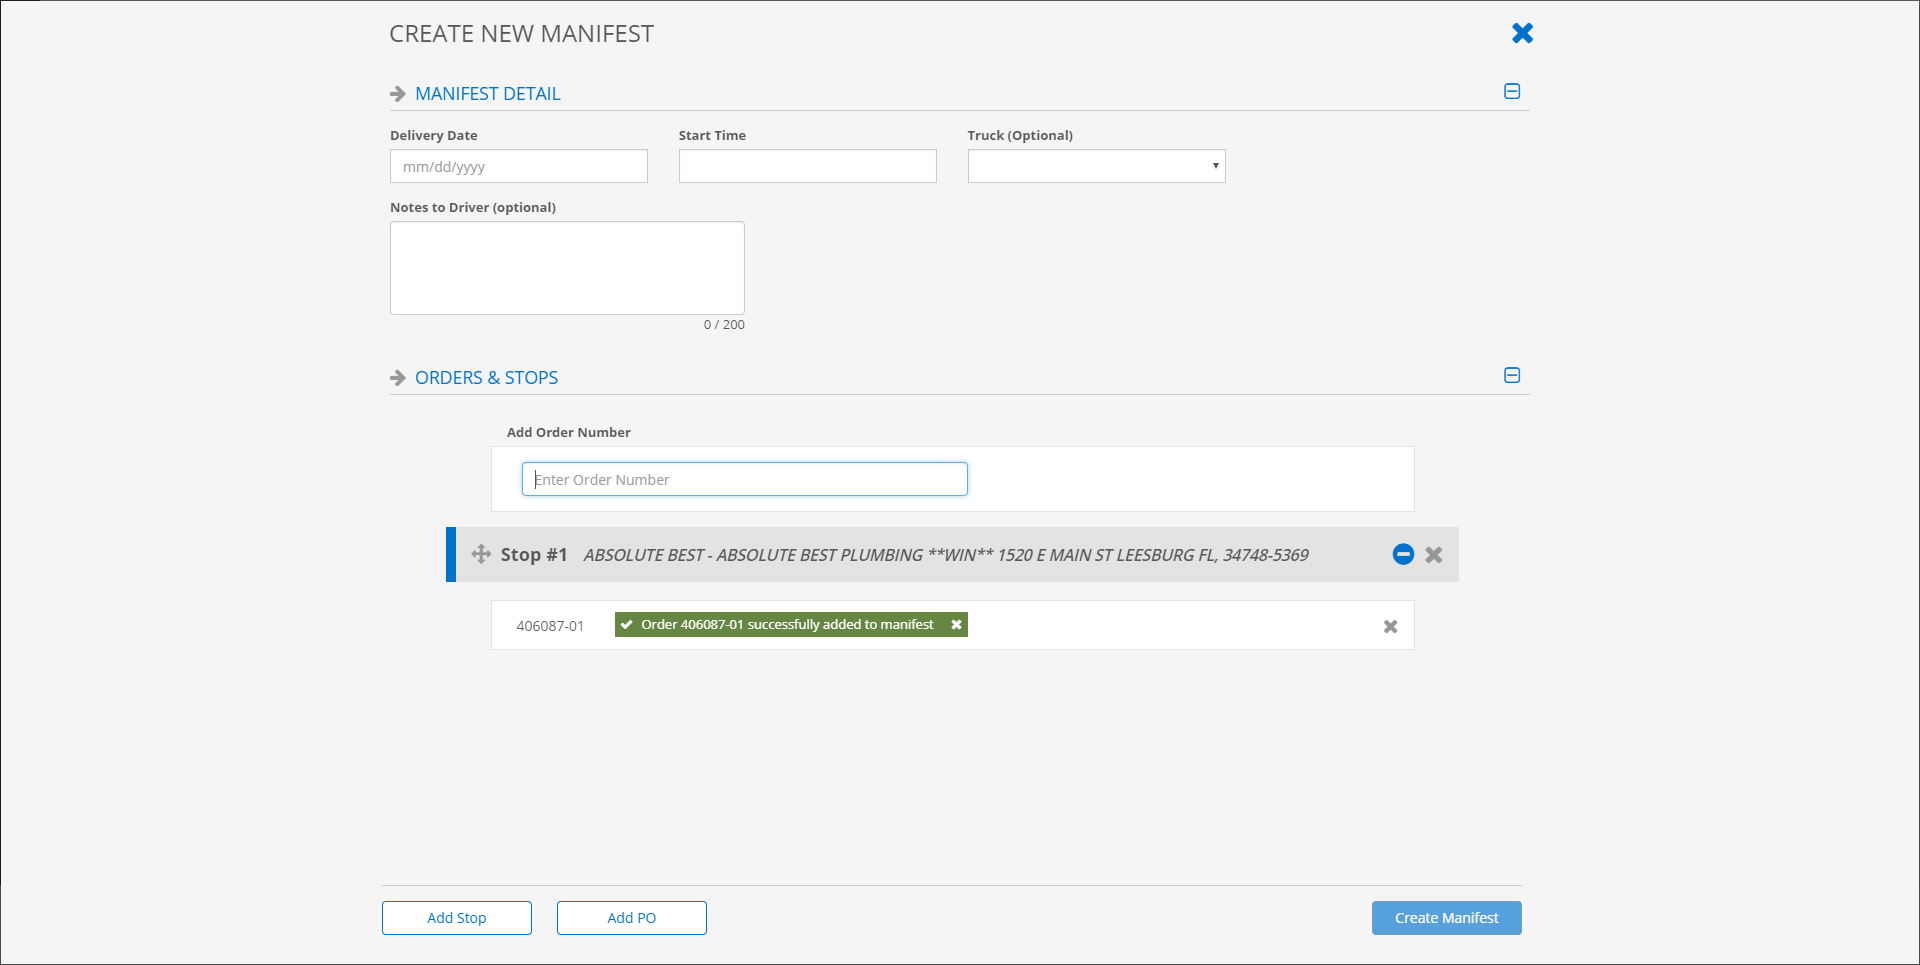 CREATE NEW MANIFEST
MANIFEST DETAIL
Delivery Date
Start Time
Truck (Optional)
mm/dd/yyyy
Notes to Driver (optional)
0 / 200
ORDERS & STOPS
Add Order Number
Enter Order Number
Stop #1 ABSOLUTE BEST - ABSOLUTE BEST PLUMBING **WIN** 1520 E MAIN ST LEESBURG FL, 34748-5369
406087-01 Order 406087-01 successfully added to manifest
Add Stop
Add PO
Create Manifest